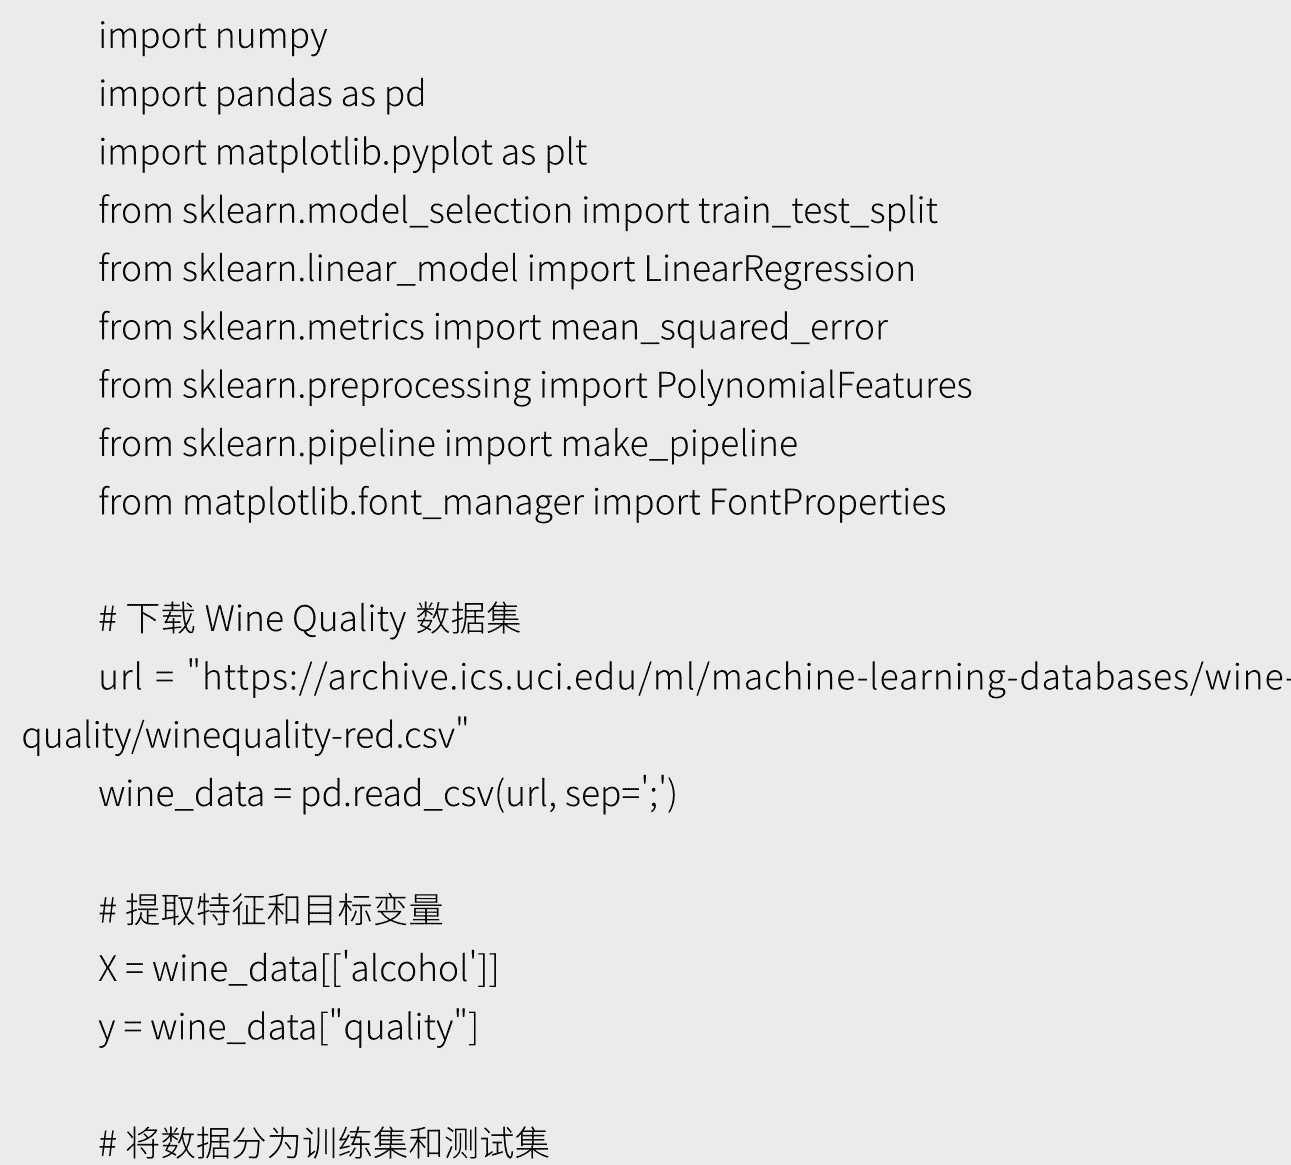 import numpy
import pandas as pd
import matplotlib.pyplot as plt
from sklearn.model_selection import train_test_split
from sklearn.linear_model import LinearRegression
from sklearn.metrics import mean_squared_error
from sklearn.preprocessing import PolynomialFeatures
from sklearn.pipeline import make_pipeline
from matplotlib.font_manager import FontProperties
# 下载 Wine Quality 数据集
url = "https://archive.ics.uci.edu/ml/machine-learning-databases/wine-
quality/winequality-red.csv"
wine_data = pd.read_csv(url, sep=';')
# 提取特征和目标变量
X = wine_data[['alcohol']]
y = wine_data["quality"]
# 将数据分为训练集和测试集